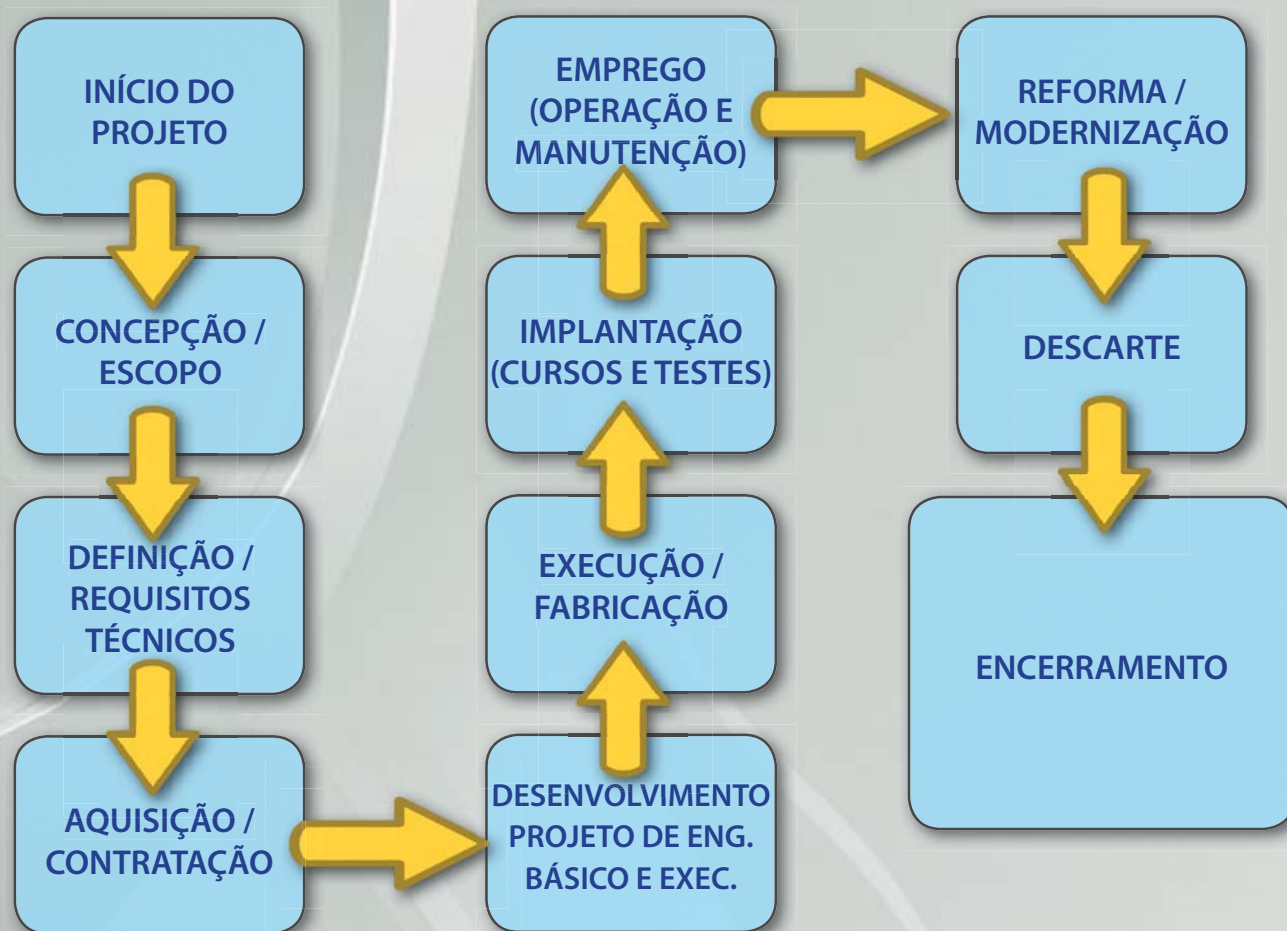 INÍCIO DO
PROJETO
CONCEPÇÃO /
ESCOPO
DEFINIÇÃO /
REQUISITOS
TÉCNICOS
AQUISIÇÃO /
CONTRATAÇÃO
DESENVOLVIMENTO
PROJETO DE ENG.
BÁSICO E EXEC.
EXECUÇÃO /
FABRICAÇÃO
IMPLANTAÇÃO
(CURSOS E TESTES)
EMPREGO
(OPERAÇÃO E
MANUTENÇÃO)
REFORMA /
MODERNIZAÇÃO
DESCARTE
ENCERRAMENTO